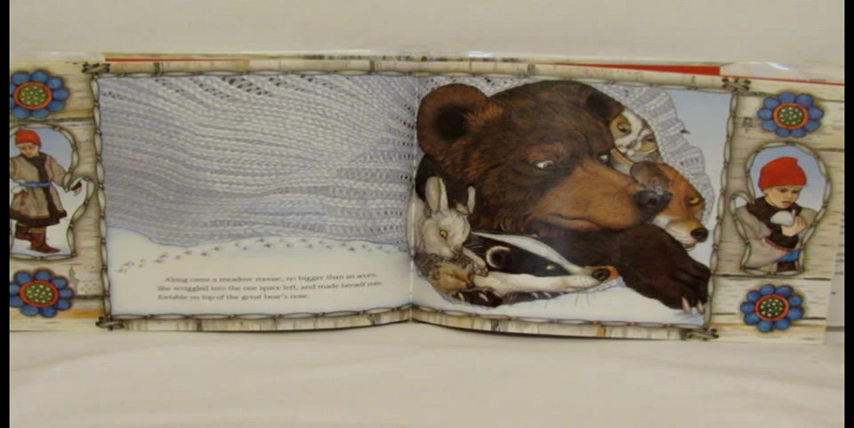 Along came a meadow mouse, no bigger than an acorn.
She wriggled into the one space left, and made herself com-
fortable on top of the great bear's nose.